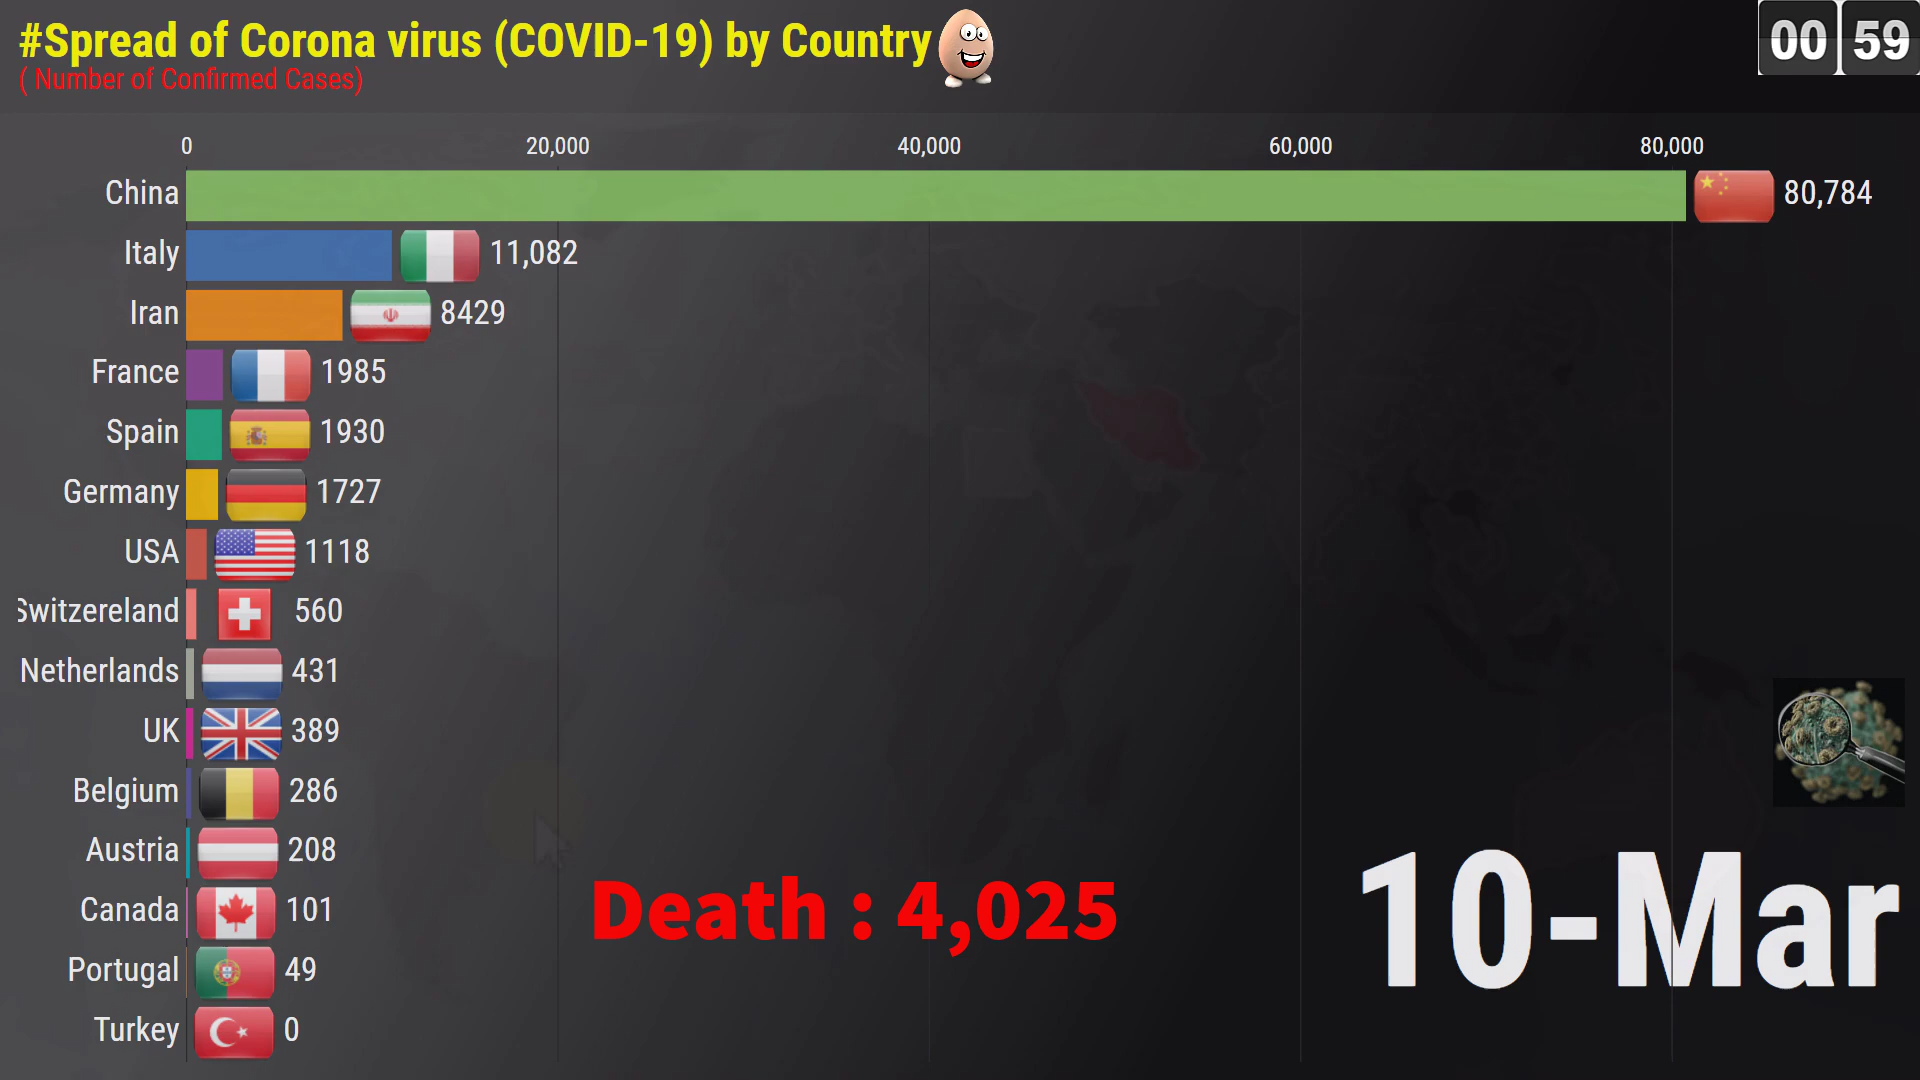 #Spread of Corona virus (COVID-19) by Country
( Number of Confirmed Cases)
00 59
0 20,000 40,000 60,000 80,000
China 80,784
Italy 11,082
Iran 8429
France 1985
Spain 1930
Germany 1727
USA 1118
Switzereland 560
Netherlands 431
UK 389
Belgium 286
Austria 208
Canada 101
Portugal 49
Turkey 0
Death : 4,025
10-Mar